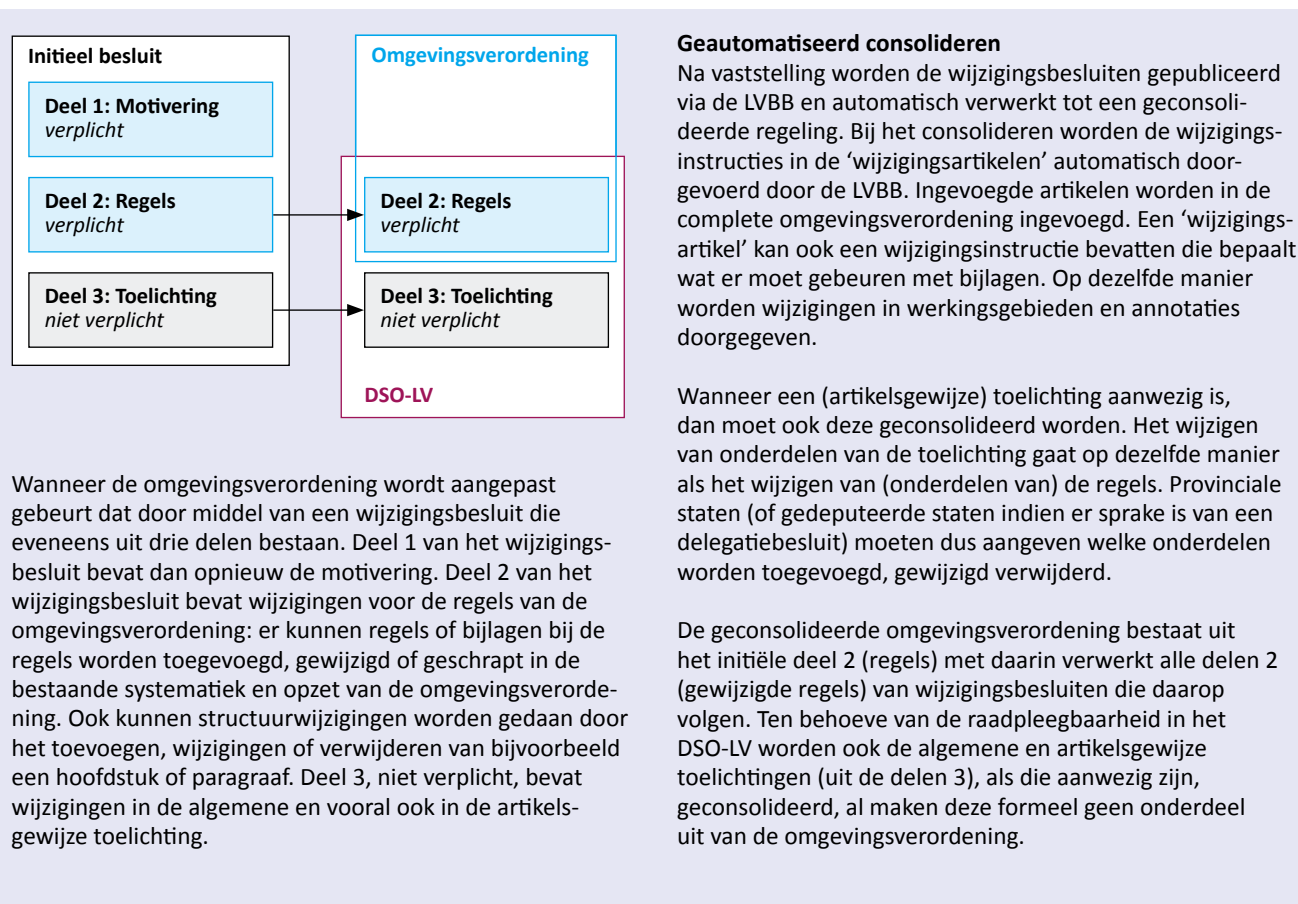 Initieel besluit
Deel 1: Motivering
verplicht
Deel 2: Regels
verplicht
Deel 3: Toelichting
niet verplicht
Omgevingsverordening
Deel 2: Regels
verplicht
Deel 3: Toelichting
niet verplicht
DSO-LV
Wanneer de omgevingsverordening wordt aangepast
gebeurt dat door middel van een wijzigingsbesluit die
eveneens uit drie delen bestaan. Deel 1 van het wijzigings-
besluit bevat dan opnieuw de motivering. Deel 2 van het
wijzigingsbesluit bevat wijzigingen voor de regels van de
omgevingsverordening: er kunnen regels of bijlagen bij de
regels worden toegevoegd, gewijzigd of geschrapt in de
bestaande systematiek en opzet van de omgevingsverorde-
ning. Ook kunnen structuurwijzigingen worden gedaan door
het toevoegen, wijzigingen of verwijderen van bijvoorbeeld
een hoofdstuk of paragraaf. Deel 3, niet verplicht, bevat
wijzigingen in de algemene en vooral ook in de artikels-
gewijze toelichting.
Geautomatiseerd consolideren
Na vaststelling worden de wijzigingsbesluiten gepubliceerd
via de LVBB en automatisch verwerkt tot een geconsoli-
deerde regeling. Bij het consolideren worden de wijzigings-
instructies in de ‘wijzigingsartikelen’ automatisch door-
gevoerd door de LVBB. Ingevoegde artikelen worden in de
complete omgevingsverordening ingevoegd. Een ‘wijzigings-
artikel’ kan ook een wijzigingsinstructie bevatten die bepaalt
wat er moet gebeuren met bijlagen. Op dezelfde manier
worden wijzigingen in werkingsgebieden en annotaties
doorgegeven.
Wanneer een (artikelsgewijze) toelichting aanwezig is,
dan moet ook deze geconsolideerd worden. Het wijzigen
van onderdelen van de toelichting gaat op dezelfde manier
als het wijzigen van (onderdelen van) de regels. Provinciale
staten (of gedeputeerde staten indien er sprake is van een
delegatiebesluit) moeten dus aangeven welke onderdelen
worden toegevoegd, gewijzigd verwijderd.
De geconsolideerde omgevingsverordening bestaat uit
het initiële deel 2 (regels) met daarin verwerkt alle delen 2
(gewijzigde regels) van wijzigingsbesluiten die daarop
volgen. Ten behoeve van de raadpleegbaarheid in het
DSO-LV worden ook de algemene en artikelsgewijze
toelichtingen (uit de delen 3), als die aanwezig zijn,
geconsolideerd, al maken deze formeel geen onderdeel
uit van de omgevingsverordening.